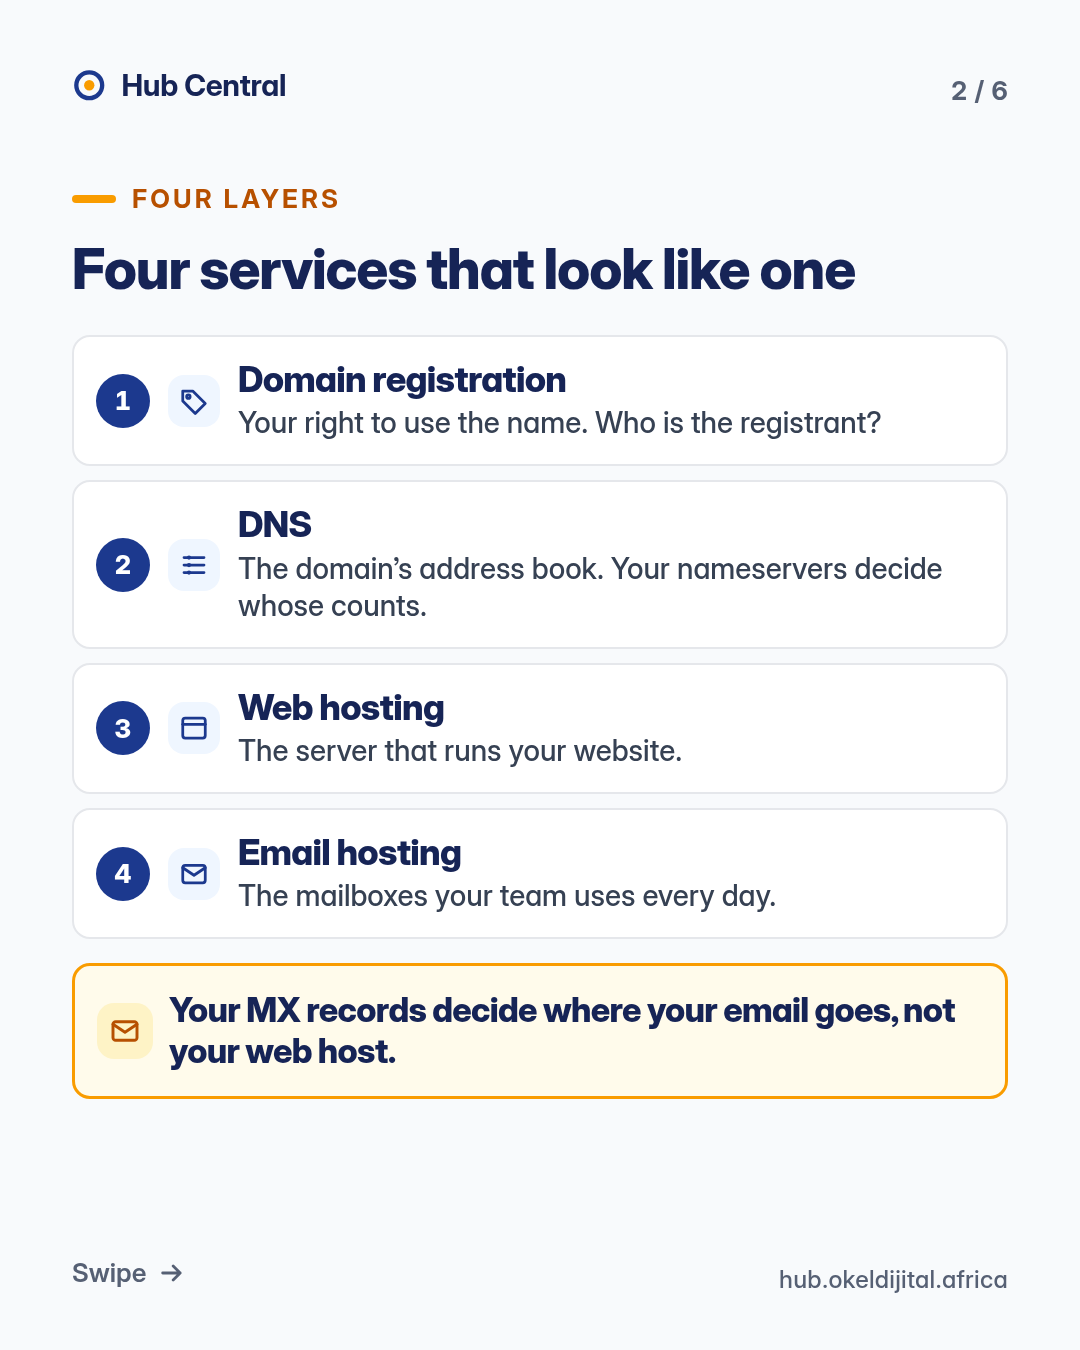 Hub Central
2 / 6
FOUR LAYERS
Four services that look like one
1
Domain registration
Your right to use the name. Who is the registrant?
2
DNS
The domain’s address book. Your nameservers decide
whose counts.
3
Web hosting
The server that runs your website.
4
Email hosting
The mailboxes your team uses every day.
Your MX records decide where your email goes, not
your web host.
Swipe →
hub.okeldijital.africa